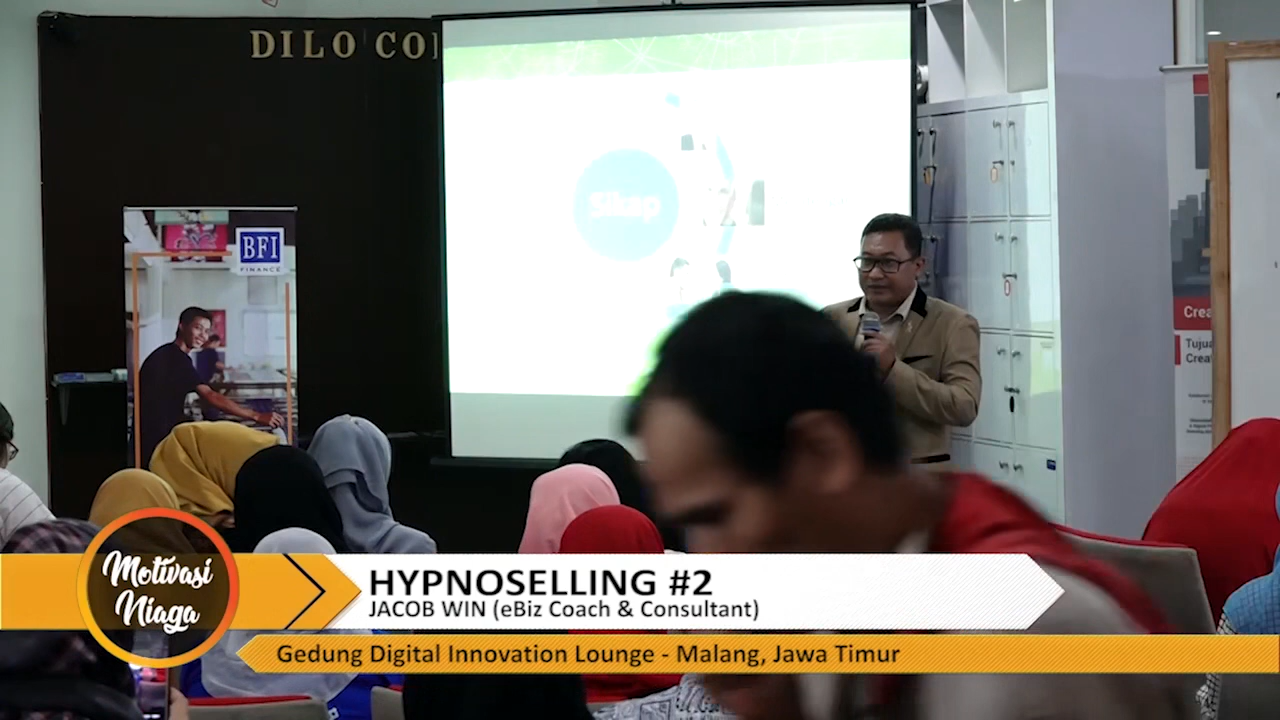 DILO CO
BFI
FINANCE
Sikap
Crea
Tujua
Crea
Motivasi
Niaga
HYPNOSELLING #2
JACOB WIN (eBiz Coach & Consultant)
Gedung Digital Innovation Lounge - Malang, Jawa Timur